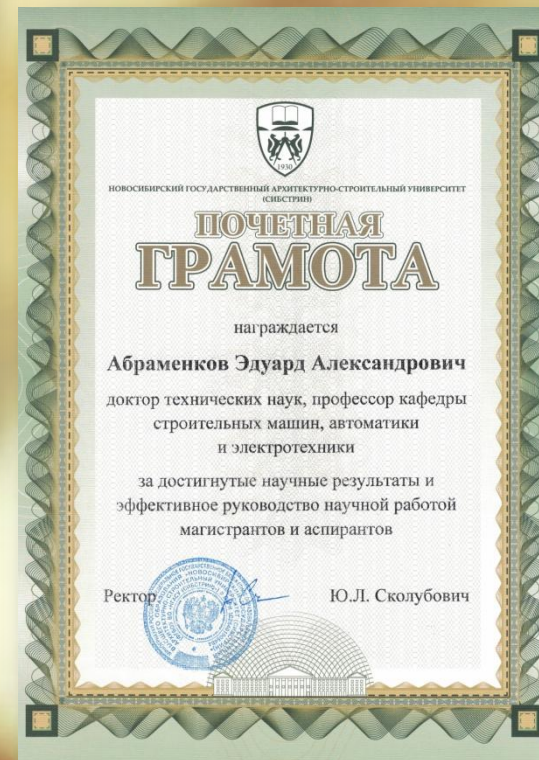 1930
НОВОСИБИРСКИЙ ГОСУДАРСТВЕННЫЙ АРХИТЕКТУРНО-СТРОИТЕЛЬНЫЙ УНИВЕРСИТЕТ
(СИБСТРИН)
ПОЧЕТНАЯ
ГРАМОТА
награждается
Абраменков Эдуард Александрович
доктор технических наук, профессор кафедры
строительных машин, автоматики
и электротехники
за достигнутые научные результаты и
эффективное руководство научной работой
магистрантов и аспирантов
Ректор
Ю.Л. Сколубович